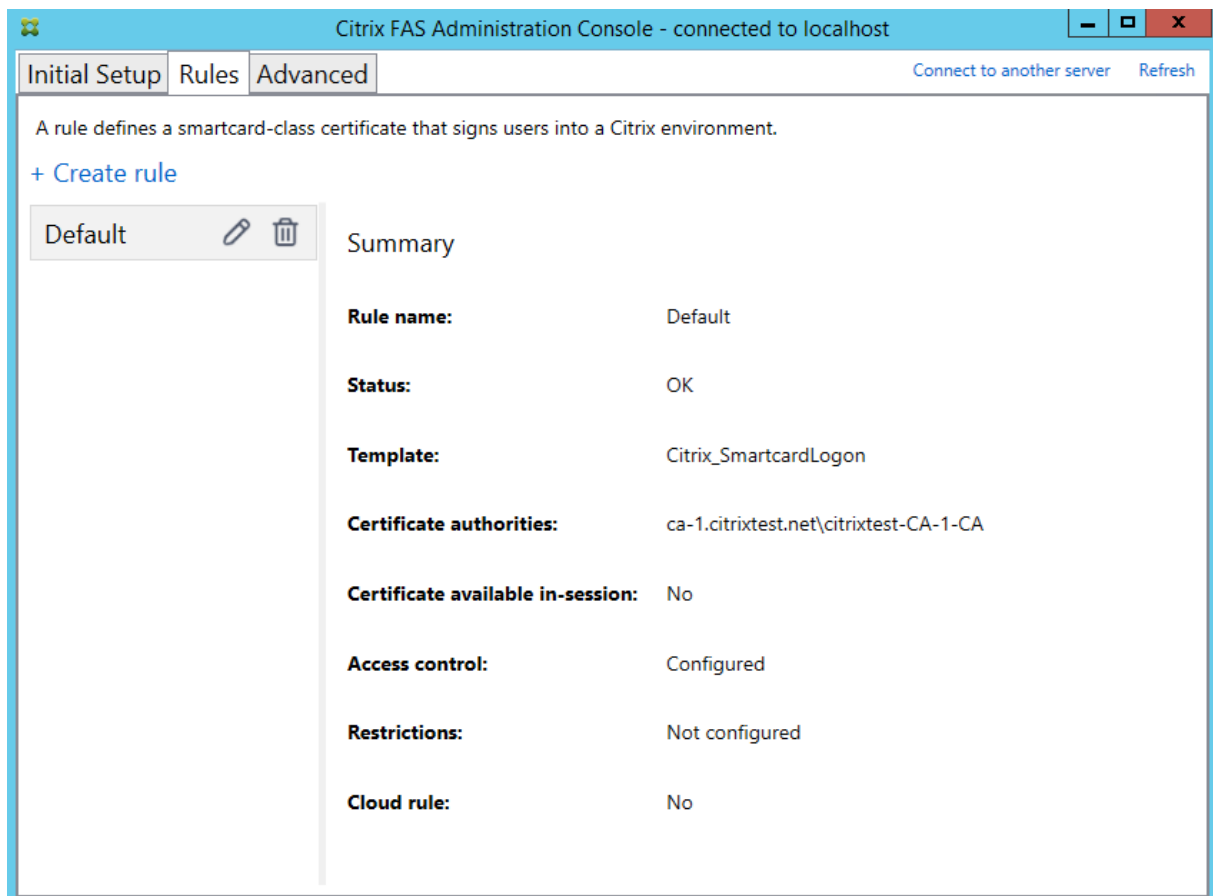 Citrix FAS Administration Console - connected to localhost
Initial Setup Rules Advanced Connect to another server Refresh
A rule defines a smartcard-class certificate that signs users into a Citrix environment.
+ Create rule
Default
Summary
Rule name: Default
Status: OK
Template: Citrix_SmartcardLogon
Certificate authorities: ca-1.citrixtest.net\citrixtest-CA-1-CA
Certificate available in-session: No
Access control: Configured
Restrictions: Not configured
Cloud rule: No